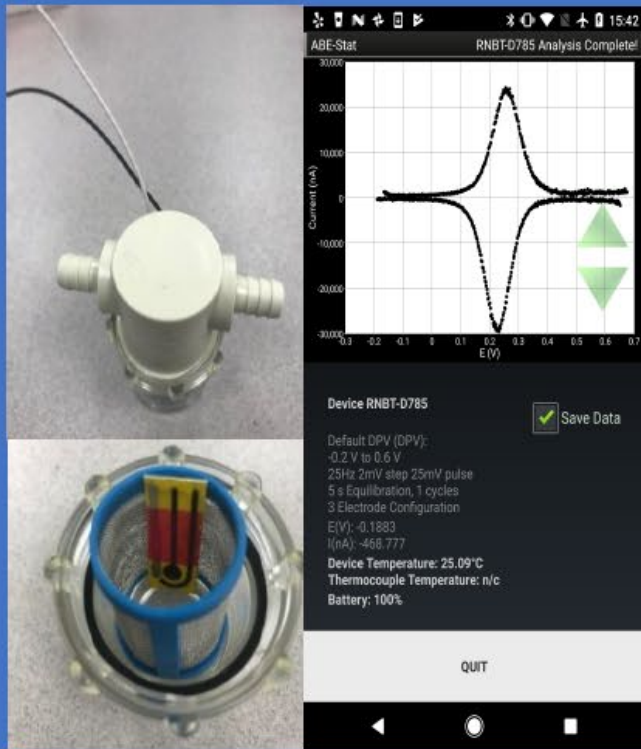 15:42
ABE-Stat
RNBT-D785 Analysis Complete!
30,000
20,000
10,000
0
-10,000
-20,000
-30,000
Current (nA)
-0.3
-0.2
-0.1
0
0.1
0.2
0.3
0.4
0.5
0.6
0.7
E (V)
Device RNBT-D785
Save Data
Default DPV (DPV):
-0.2 V to 0.6 V
25Hz 2mV step 25mV pulse
5 s Equilibration, 1 cycles
3 Electrode Configuration
E(V): -0.1883
I(nA): -468.777
Device Temperature: 25.09°C
Thermocouple Temperature: n/c
Battery: 100%
QUIT